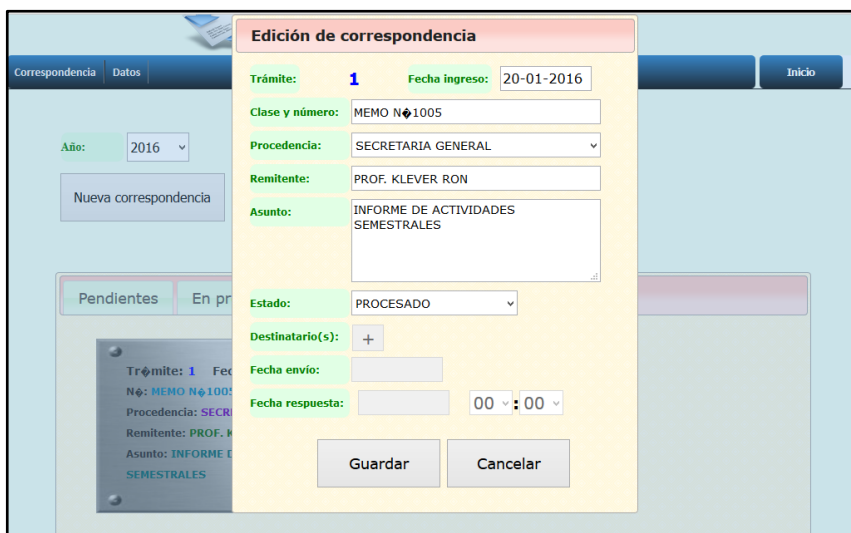 Edición de correspondencia
Correspondencia Datos Inicio
Trámite: 1 Fecha ingreso: 20-01-2016
Clase y número: MEMO N�1005
Año: 2016
Procedencia: SECRETARIA GENERAL
Remitente: PROF. KLEVER RON
Nueva correspondencia
Asunto: INFORME DE ACTIVIDADES
SEMESTRALES
Pendientes En pr
Estado: PROCESADO
Destinatario(s): +
Tr�mite: 1 Fec
Fecha envío:
N�: MEMO N�1005
Fecha respuesta: 00 : 00
Procedencia: SECR
Remitente: PROF. K
Asunto: INFORME D
SEMESTRALES
Guardar Cancelar